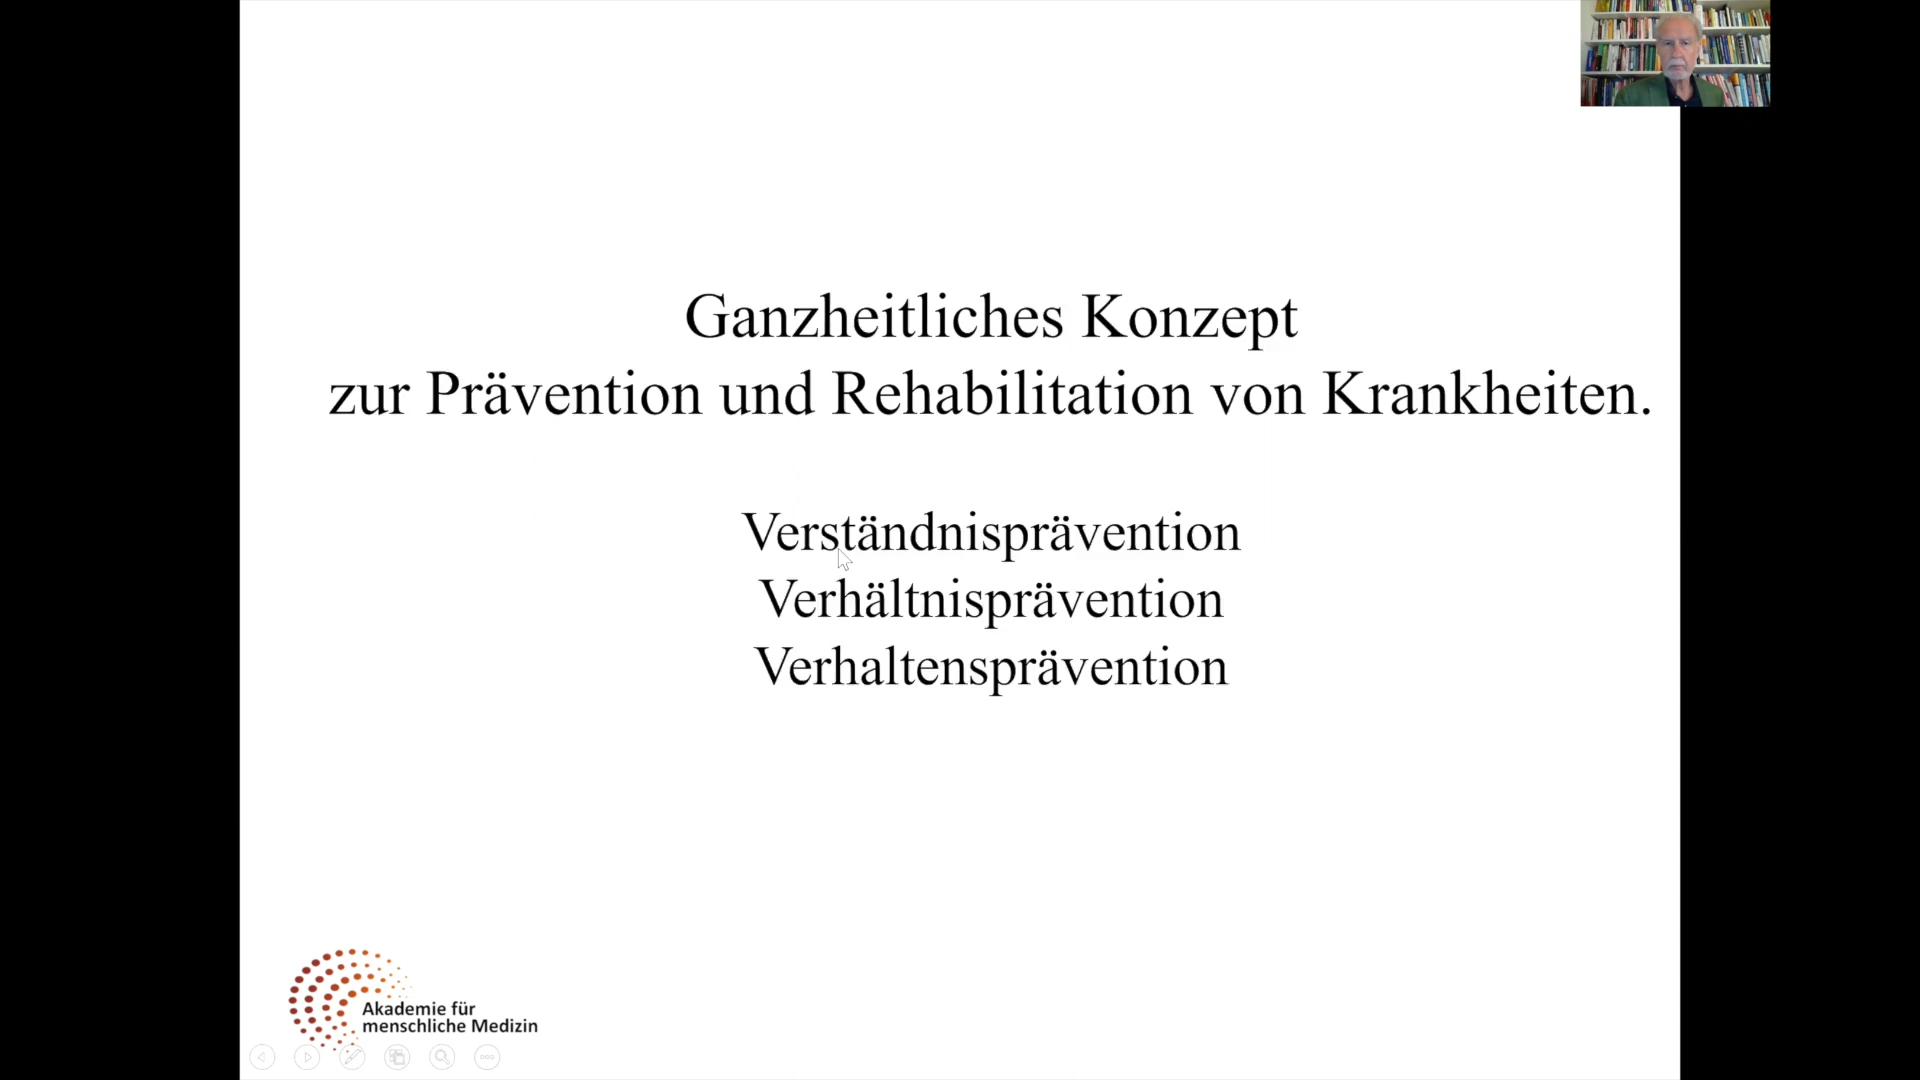 Ganzheitliches Konzept
zur Prävention und Rehabilitation von Krankheiten.
Verständnisprävention
Verhältnisprävention
Verhaltensprävention
Akademie für
menschliche Medizin